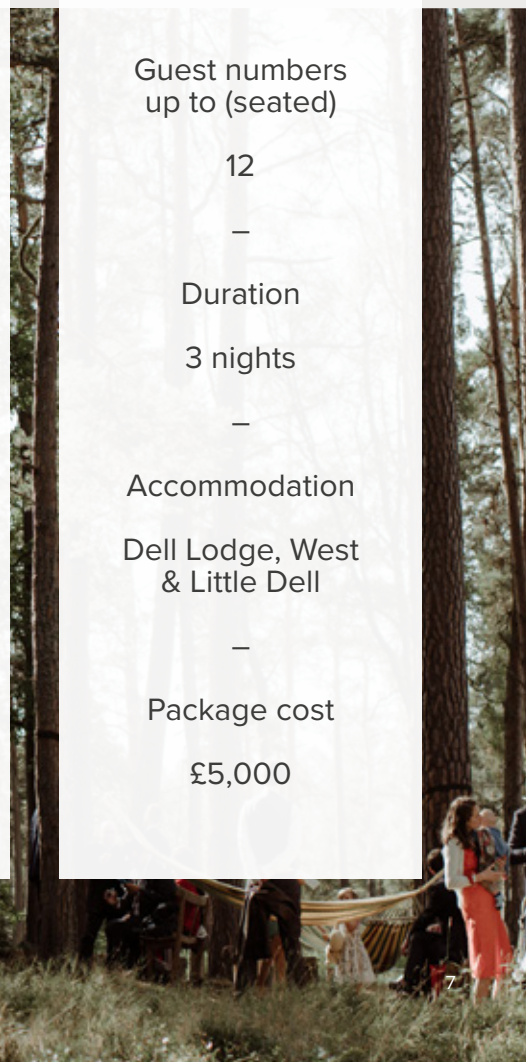 Guest numbers
up to (seated)
12
–
Duration
3 nights
–
Accommodation
Dell Lodge, West
& Little Dell
–
Package cost
£5,000
7